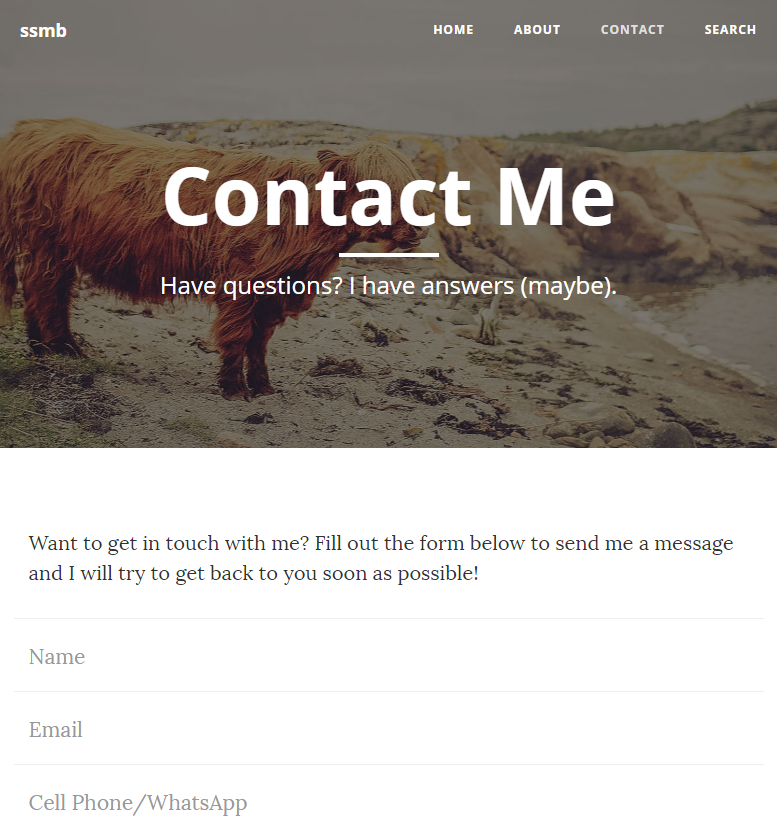 ssmb
HOME ABOUT CONTACT SEARCH
Contact Me
Have questions? I have answers (maybe).
Want to get in touch with me? Fill out the form below to send me a message
and I will try to get back to you soon as possible!
Name
Email
Cell Phone/WhatsApp